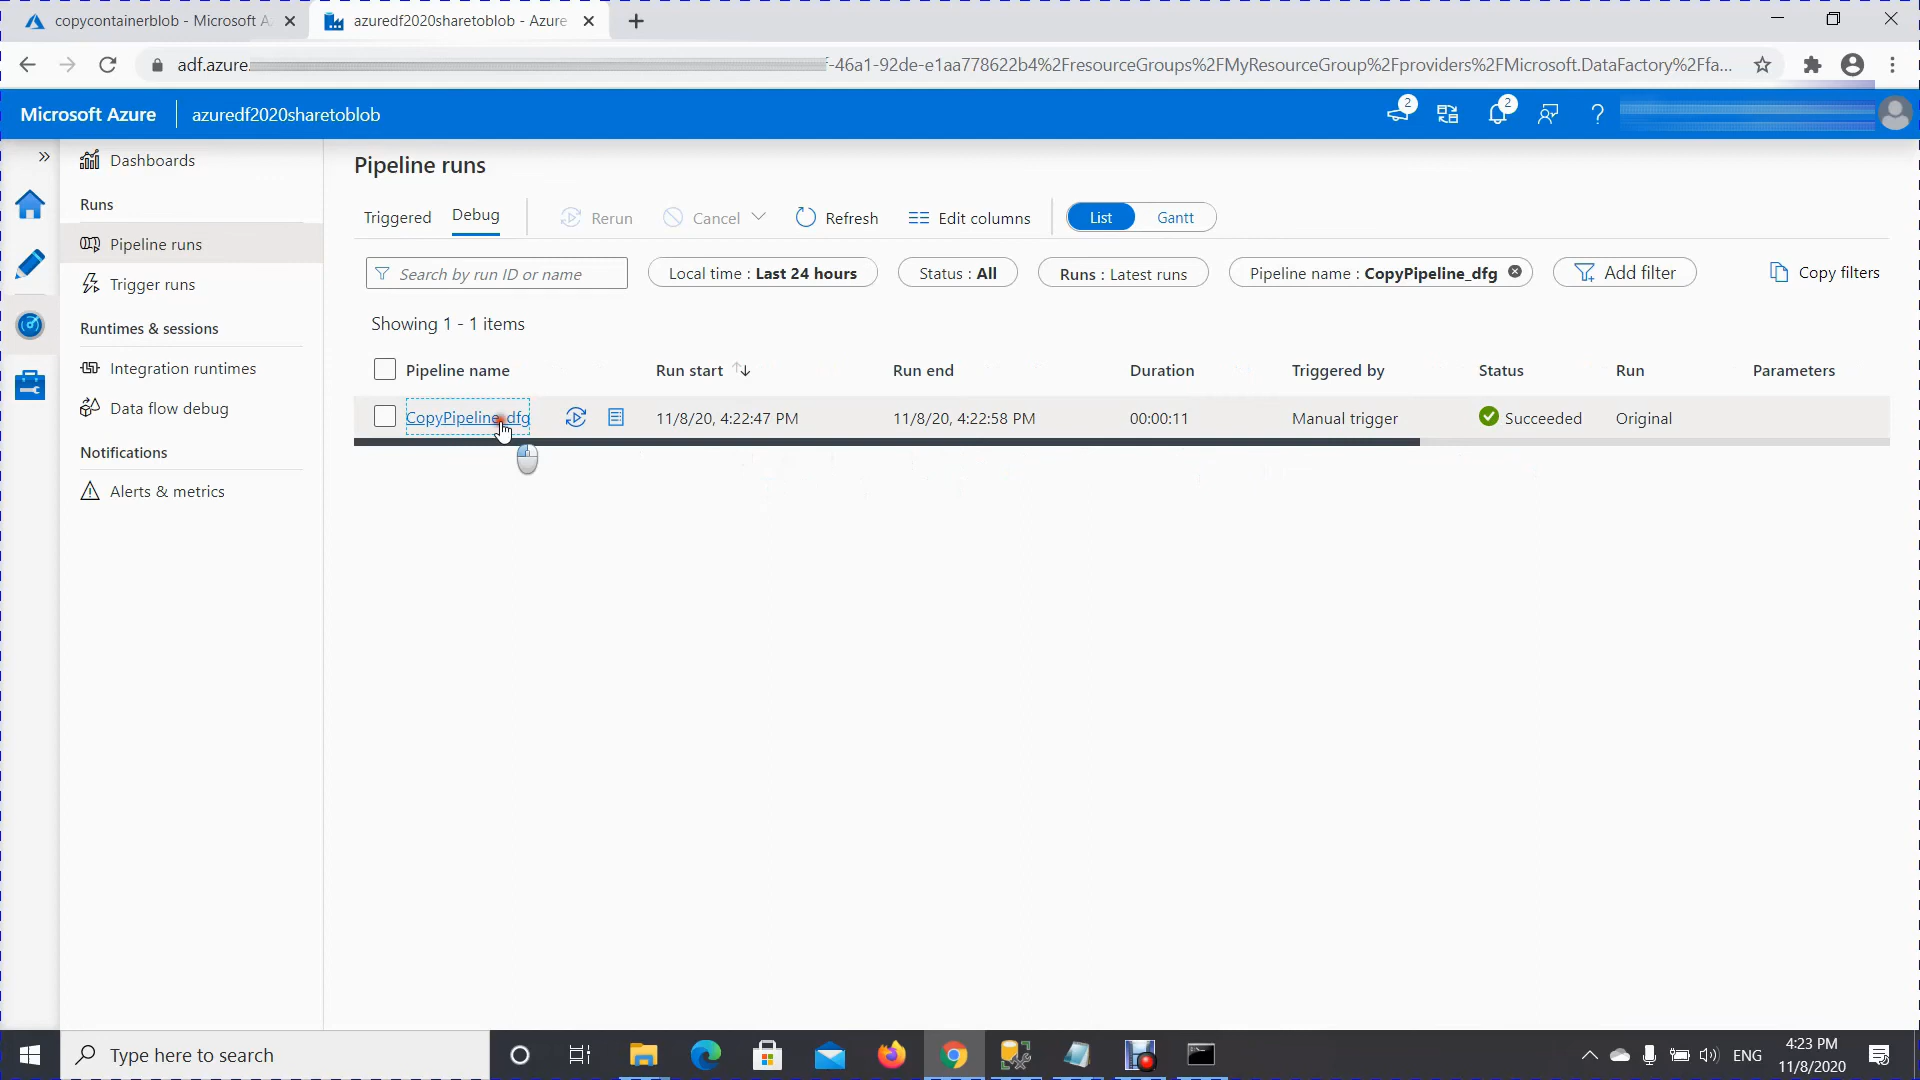 copycontainerblob - Microsoft A
azuredf2020sharetoblob - Azure
adf.azure.
-46a1-92de-e1aa778622b4%2FresourceGroups%2FMyResourceGroup%2Fproviders%2FMicrosoft.DataFactory%2Ffa...
Microsoft Azure
azuredf2020sharetoblob
2
2
Dashboards
Runs
Pipeline runs
Trigger runs
Runtimes & sessions
Integration runtimes
Data flow debug
Notifications
Alerts & metrics
Pipeline runs
Triggered Debug Rerun Cancel Refresh Edit columns List Gantt
Search by run ID or name Local time : Last 24 hours Status : All Runs : Latest runs Pipeline name : CopyPipeline_dfg Add filter Copy filters
Showing 1 - 1 items
Pipeline name Run start Run end Duration Triggered by Status Run Parameters
CopyPipeline_dfg 11/8/20, 4:22:47 PM 11/8/20, 4:22:58 PM 00:00:11 Manual trigger Succeeded Original
Type here to search
ENG
4:23 PM
11/8/2020